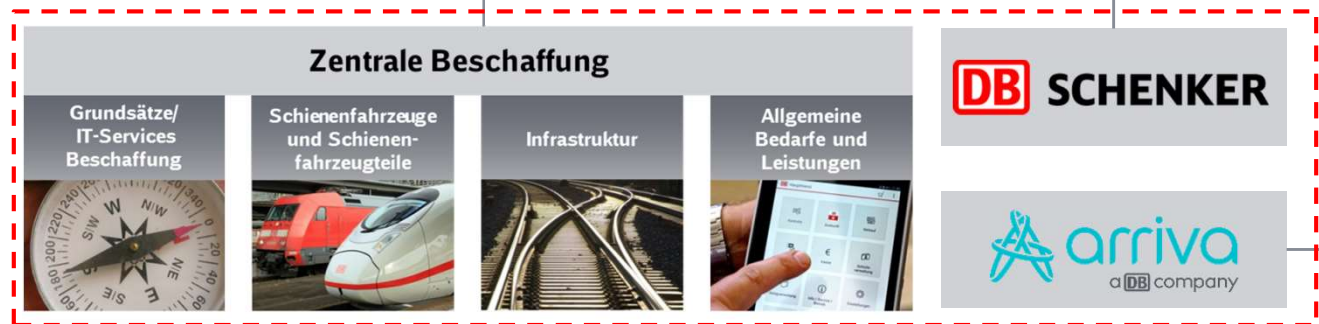 Zentrale Beschaffung
Grundsätze/
IT-Services
Beschaffung
Schienenfahrzeuge
und Schienen-
fahrzeugteile
Infrastruktur
Allgemeine
Bedarfe und
Leistungen
DB SCHENKER
arriva
a DB company